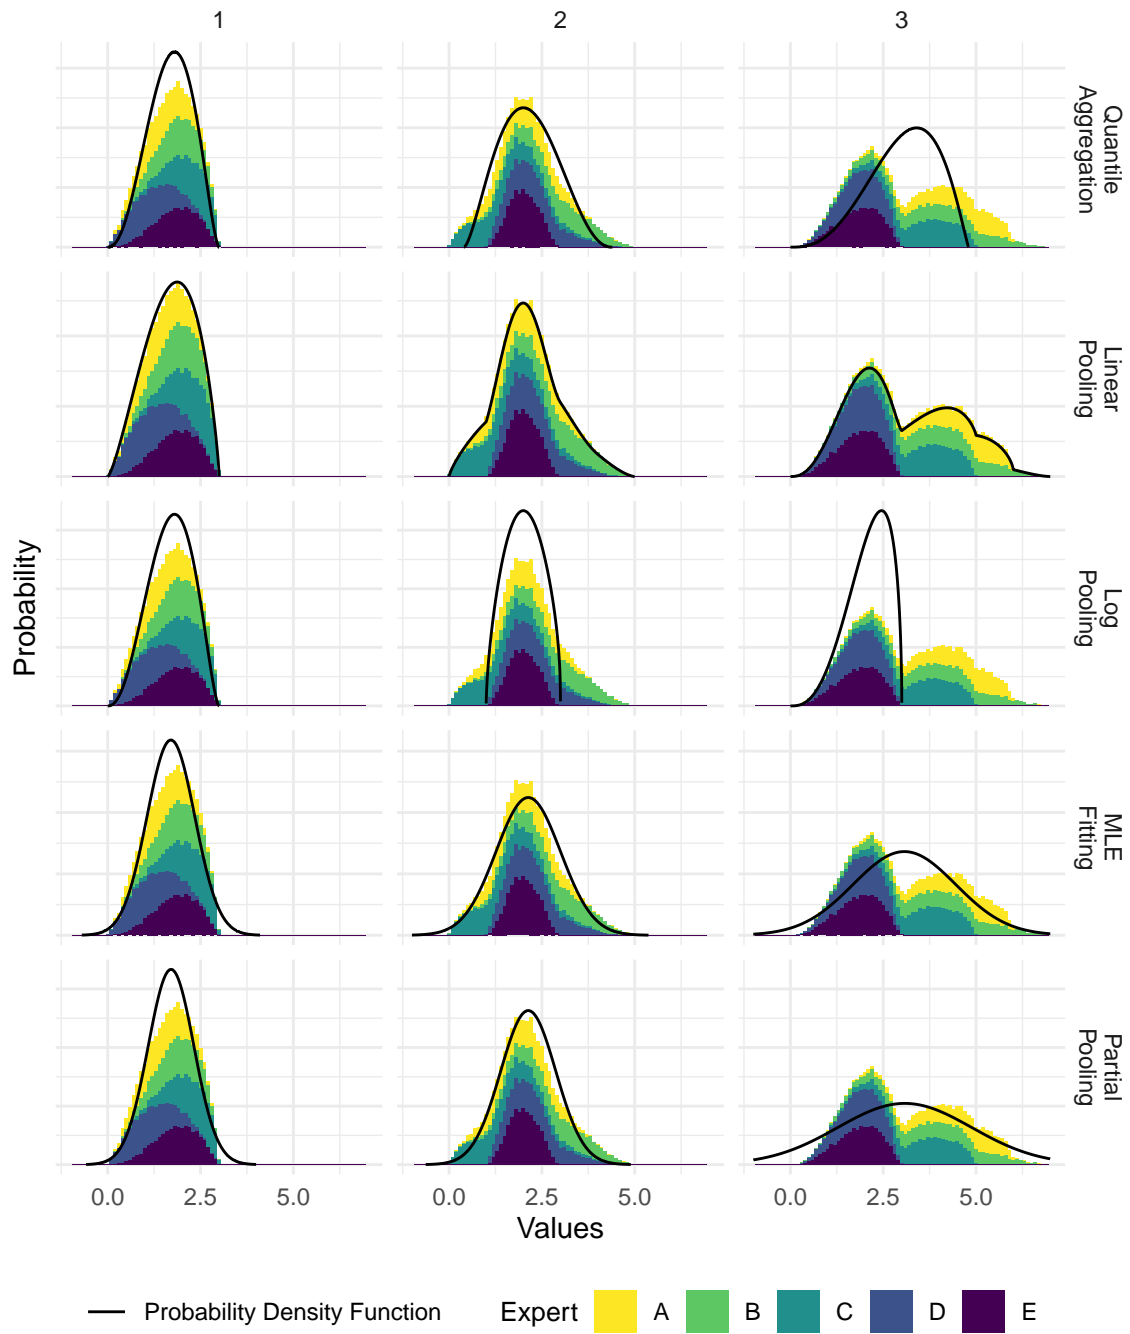 1 2 3
Quantile
Aggregation
Linear
Pooling
Log
Pooling
MLE
Fitting
Partial
Pooling
Probability
0.0 2.5 5.0 0.0 2.5 5.0 0.0 2.5 5.0
Values
Probability Density Function Expert A B C D E